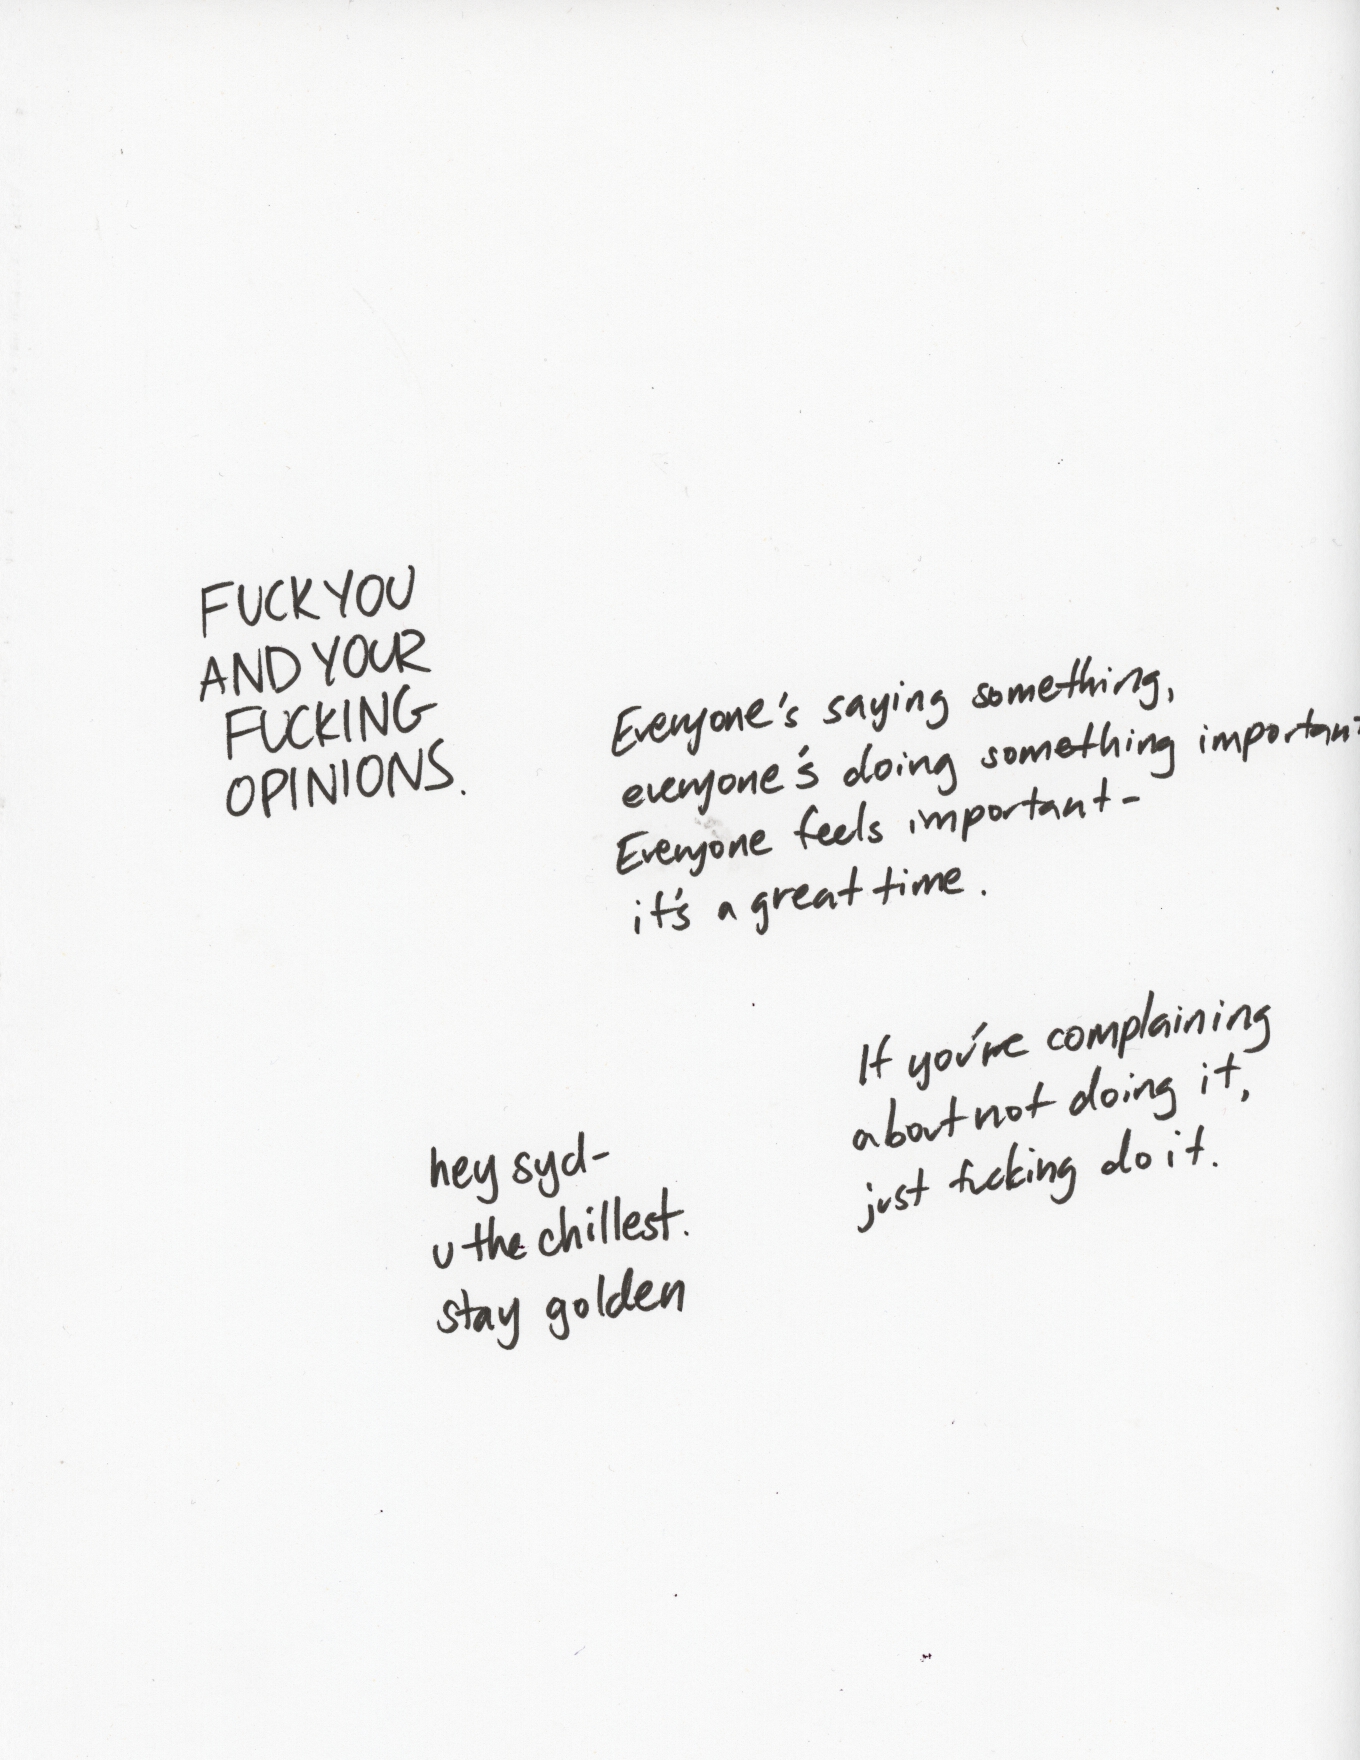 FUCK YOU
AND YOUR
FUCKING
OPINIONS.
Everyone's saying something,
everyone's doing something important
Everyone feels important-
it's a great time.
If you're complaining
about not doing it,
just fucking do it.
hey syd-
u the chillest.
stay golden